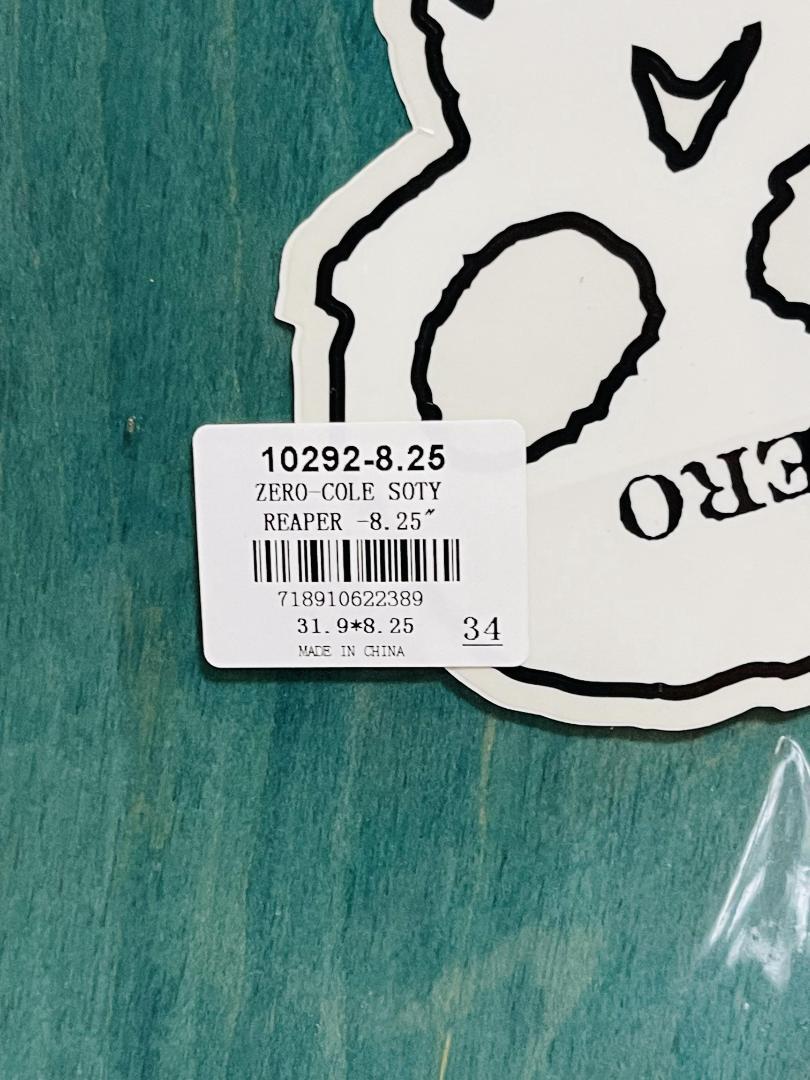 ERO
10292-8.25
ZERO-COLE SOTY
REAPER -8.25″
718910622389
31.9*8.25
34
MADE IN CHINA